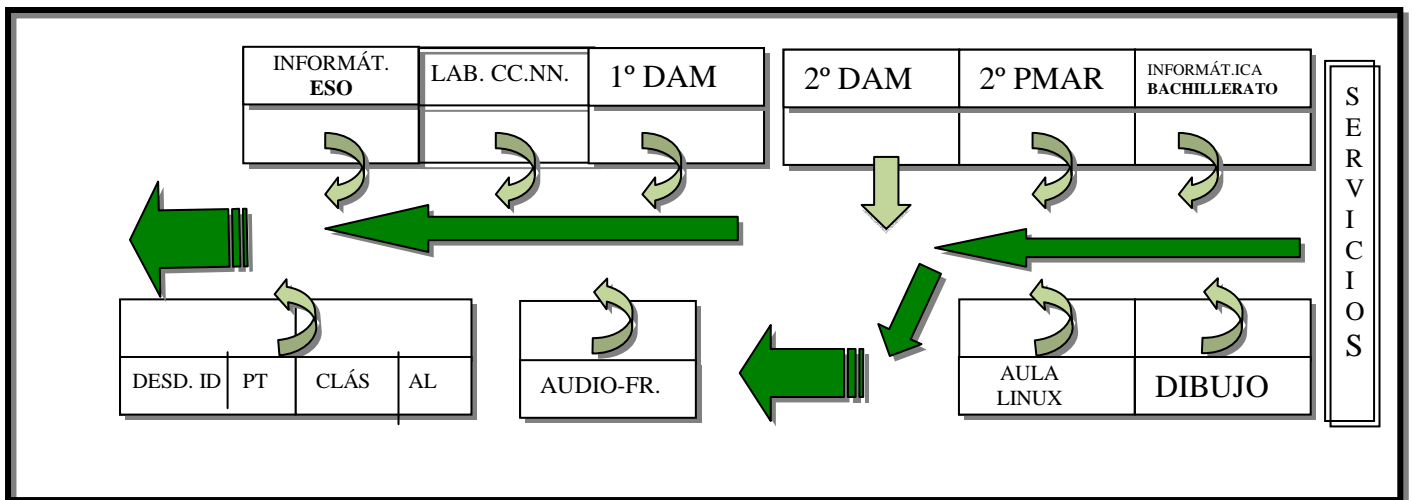 INFORMÁT.
ESO
LAB. CC.NN.
1º DAM
2º DAM
2º PMAR
INFORMÁT.ICA
BACHILLERATO
S
E
R
V
I
C
I
O
S
DESD. ID
PT
CLÁS
AL
AUDIO-FR.
AULA
LINUX
DIBUJO